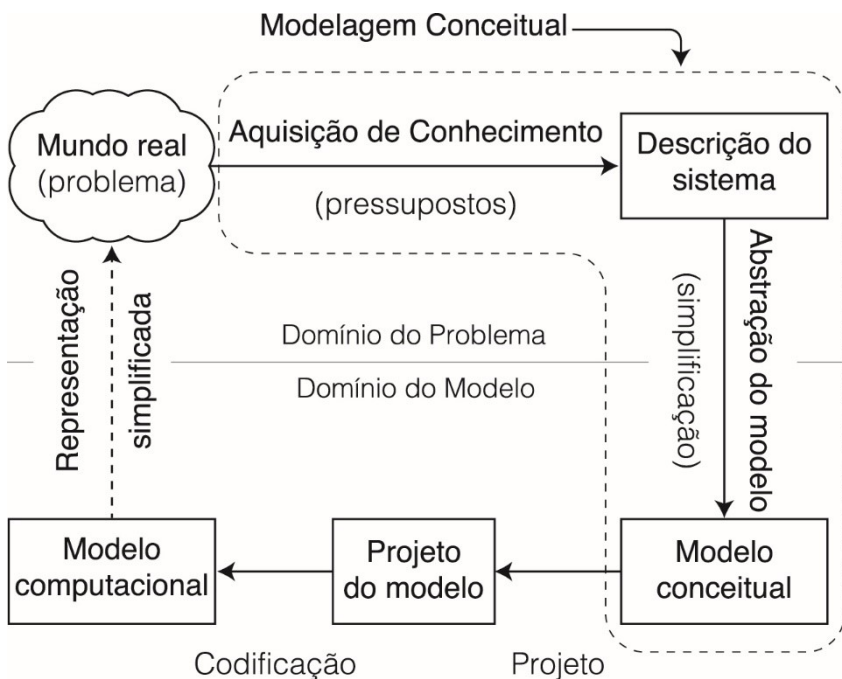 Modelagem Conceitual
Mundo real
(problema)
Aquisição de Conhecimento
(pressupostos)
Descrição do
sistema
Representação
simplificada
Domínio do Problema
Domínio do Modelo
Abstração do modelo
(simplificação)
Modelo
computacional
Projeto
do modelo
Modelo
conceitual
Codificação
Projeto